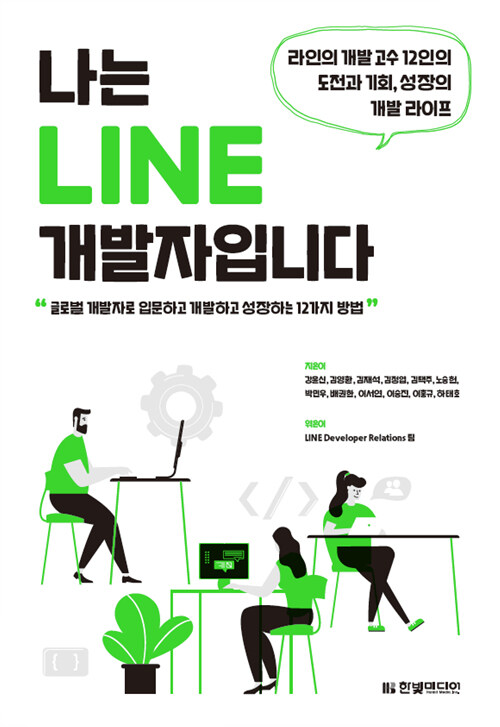 라인의 개발 고수 12인의
도전과 기회, 성장의
개발 라이프
나는
LINE
개발자입니다
“글로벌 개발자로 입문하고 개발하고 성장하는 12가지 방법”
지은이
강윤신, 김양환, 김재석, 김정엽, 김택주, 노승헌,
박민우, 배권한, 이서연, 이승진, 이홍규, 하태호
엮은이
LINE Developer Relations 팀
</>
{ }
한빛미디어